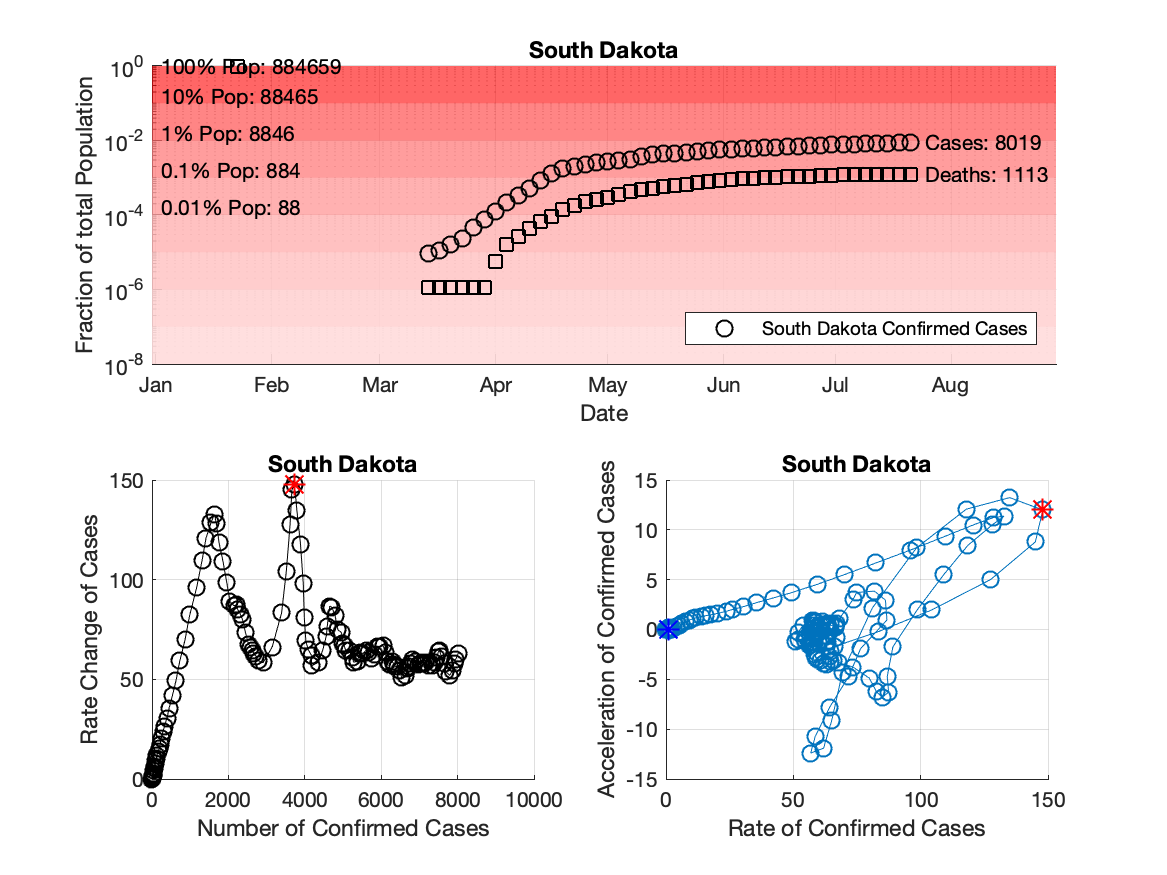 South Dakota
10^0
100% Pop: 884659
10% Pop: 88465
1% Pop: 8846
0.1% Pop: 884
0.01% Pop: 88
10^-2
10^-4
10^-6
10^-8
Fraction of total Population
Cases: 8019
Deaths: 1113
South Dakota Confirmed Cases
Jan Feb Mar Apr May Jun Jul Aug
Date
South Dakota
150
100
50
0
Rate Change of Cases
0 2000 4000 6000 8000 10000
Number of Confirmed Cases
South Dakota
15
10
5
0
-5
-10
-15
Acceleration of Confirmed Cases
0 50 100 150
Rate of Confirmed Cases